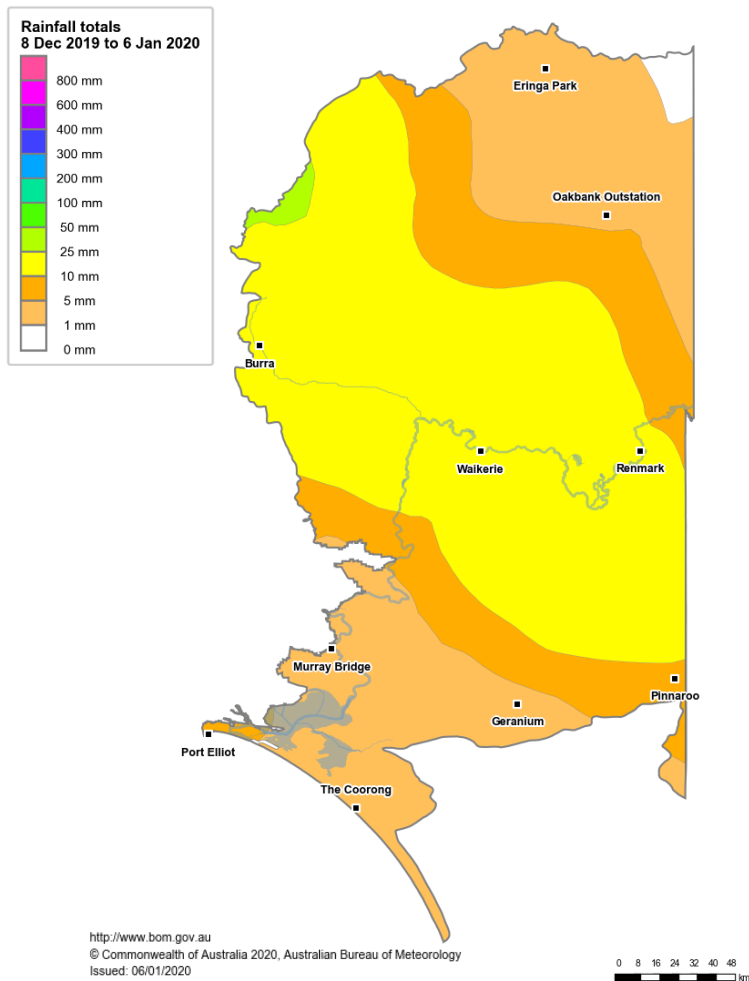 Rainfall totals
8 Dec 2019 to 6 Jan 2020
800 mm
600 mm
400 mm
300 mm
200 mm
100 mm
50 mm
25 mm
10 mm
5 mm
1 mm
0 mm
Eringa Park
Oakbank Outstation
Burra
Waikerie
Renmark
Murray Bridge
Pinnaroo
Geranium
Port Elliot
The Coorong
http://www.bom.gov.au
© Commonwealth of Australia 2020, Australian Bureau of Meteorology
Issued: 06/01/2020
0 8 16 24 32 40 48
km